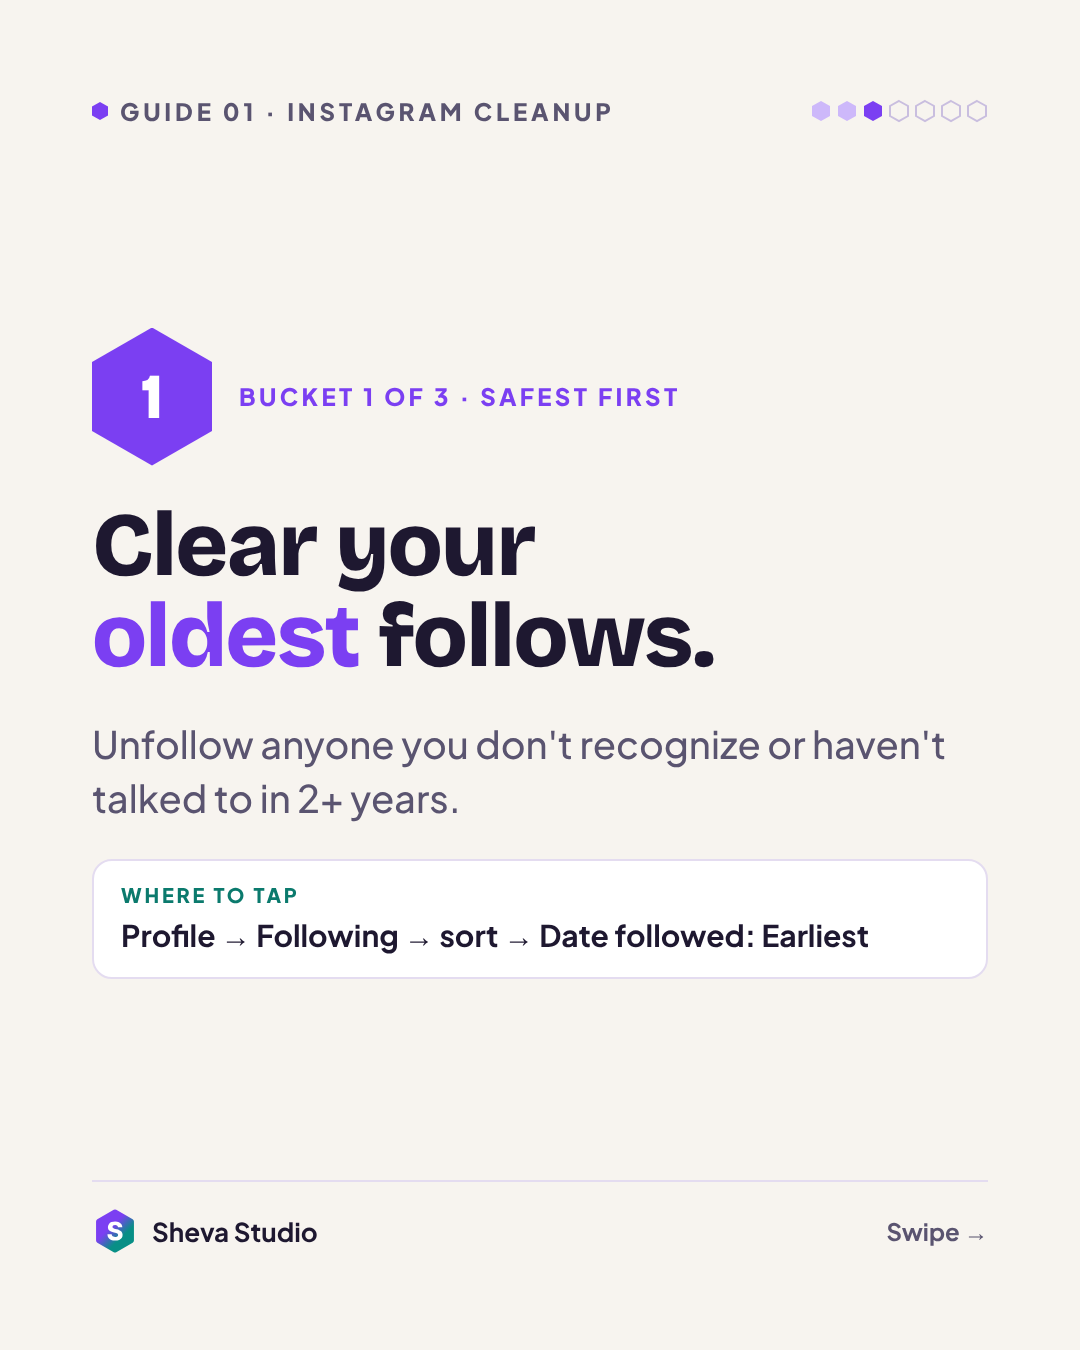 GUIDE 01 · INSTAGRAM CLEANUP
1
BUCKET 1 OF 3 · SAFEST FIRST
Clear your
oldest follows.
Unfollow anyone you don't recognize or haven't
talked to in 2+ years.
WHERE TO TAP
Profile → Following → sort → Date followed: Earliest
S Sheva Studio
Swipe →